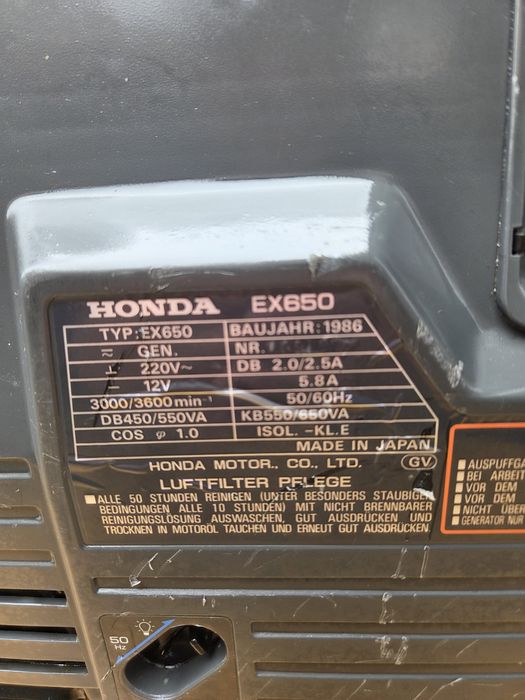 HONDA EX650
TYP:EX650 BAUJAHR:1986
GEN. NR.
220V~ DB 2.0/2.5A
12V 5.8A
3000/3600min⁻¹ 50/60Hz
DB450/550VA KB550/650VA
COS φ 1.0 ISOL. -KL.E
MADE IN JAPAN
HONDA MOTOR., CO., LTD. GV
LUFTFILTER PFLEGE
■ALLE 50 STUNDEN REINIGEN (UNTER BESONDERS STAUBIGEN
BEDINGUNGEN ALLE 10 STUNDEN) MIT NICHT BRENNBARER
REINIGUNGSLÖSUNG AUSWASCHEN, GUT AUSDRÜCKEN UND
TROCKNEN IN MOTORÖL TAUCHEN UND ERNEUT GUT AUSDRÜCKEN.
■AUSPUFFGA
■BEI ARBEIT
■VOR DEM
■VOR DEM
■NICHT ÜBER
■GENERATOR NUR
50
Hz